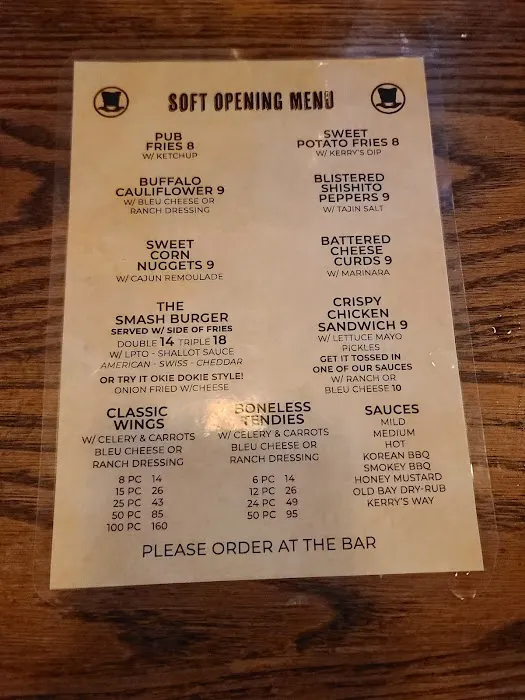 SOFT OPENING MENU
PUB
FRIES 8
W/ KETCHUP
SWEET
POTATO FRIES 8
W/ KERRY'S DIP
BUFFALO
CAULIFLOWER 9
W/ BLEU CHEESE OR
RANCH DRESSING
BLISTERED
SHISHITO
PEPPERS 9
W/ TAJIN SALT
SWEET
CORN
NUGGETS 9
W/ CAJUN REMOULADE
BATTERED
CHEESE
CURDS 9
W/ MARINARA
THE
SMASH BURGER
SERVED W/ SIDE OF FRIES
DOUBLE 14 TRIPLE 18
W/ LPTO - SHALLOT SAUCE
AMERICAN - SWISS - CHEDDAR
OR TRY IT OKIE DOKIE STYLE!
ONION FRIED W/CHEESE
CRISPY
CHICKEN
SANDWICH 9
W/ LETTUCE MAYO
PICKLES
GET IT TOSSED IN
ONE OF OUR SAUCES
W/ RANCH OR
BLEU CHEESE 10
CLASSIC
WINGS
W/ CELERY & CARROTS
BLEU CHEESE OR
RANCH DRESSING
8 PC 14
15 PC 26
25 PC 43
50 PC 85
100 PC 160
BONELESS
TENDIES
W/ CELERY & CARROTS
BLEU CHEESE OR
RANCH DRESSING
6 PC 14
12 PC 26
24 PC 49
50 PC 95
SAUCES
MILD
MEDIUM
HOT
KOREAN BBQ
SMOKEY BBQ
HONEY MUSTARD
OLD BAY DRY-RUB
KERRY'S WAY
PLEASE ORDER AT THE BAR